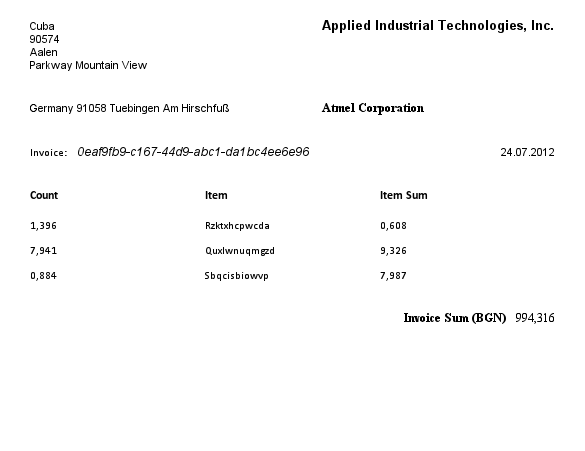 Cuba
Applied Industrial Technologies, Inc.
90574
Aalen
Parkway Mountain View
Germany 91058 Tuebingen Am Hirschfuß
Atmel Corporation
Invoice: 0eaf9fb9-c167-44d9-abc1-da1bc4ee6e96
24.07.2012
Count Item Item Sum
1,396 Rzktxhcpwcda 0,608
7,941 Quxlwnuqmgzd 9,326
0,884 Sbqcisbiowvp 7,987
Invoice Sum (BGN) 994,316